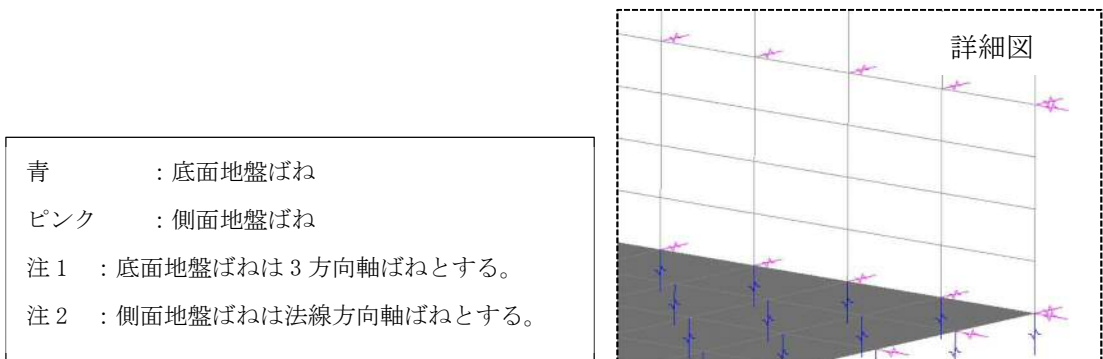 詳細図
青 ：底面地盤ばね
ピンク ：側面地盤ばね
注1 ：底面地盤ばねは3方向軸ばねとする。
注2 ：側面地盤ばねは法線方向軸ばねとする。